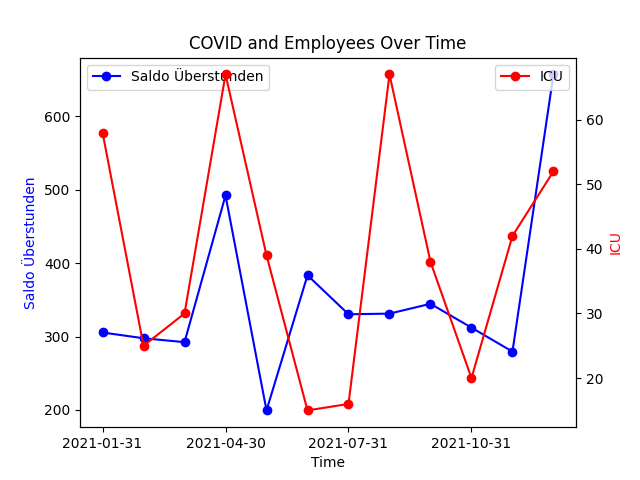 COVID and Employees Over Time
Saldo Überstunden
ICU
600
500
400
300
200
Saldo Überstunden
60
50
40
30
20
ICU
2021-01-31
2021-04-30
2021-07-31
2021-10-31
Time